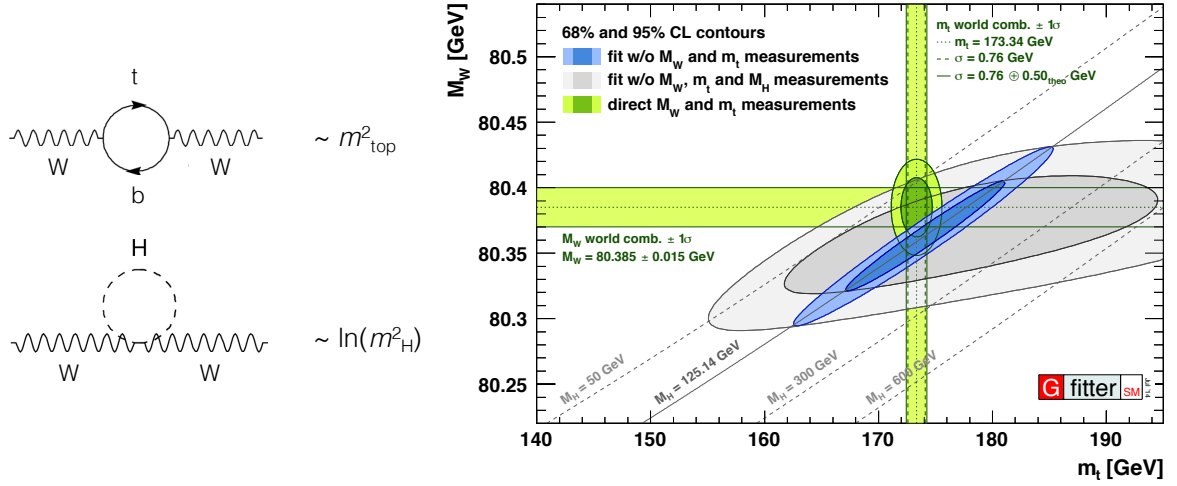 t
W W
b
~ m²top
H
W W
~ ln(m²H)
68% and 95% CL contours
fit w/o MW and mt measurements
fit w/o MW, mt and MH measurements
direct MW and mt measurements
mt world comb. ± 1σ
mt = 173.34 GeV
σ = 0.76 GeV
σ = 0.76 ⊕ 0.50theo GeV
MW world comb. ± 1σ
MW = 80.385 ± 0.015 GeV
MH = 50 GeV
MH = 125.14 GeV
MH = 300 GeV
MH = 600 GeV
G fitter SM
Jul '14
MW [GeV]
80.5
80.45
80.4
80.35
80.3
80.25
140 150 160 170 180 190
mt [GeV]